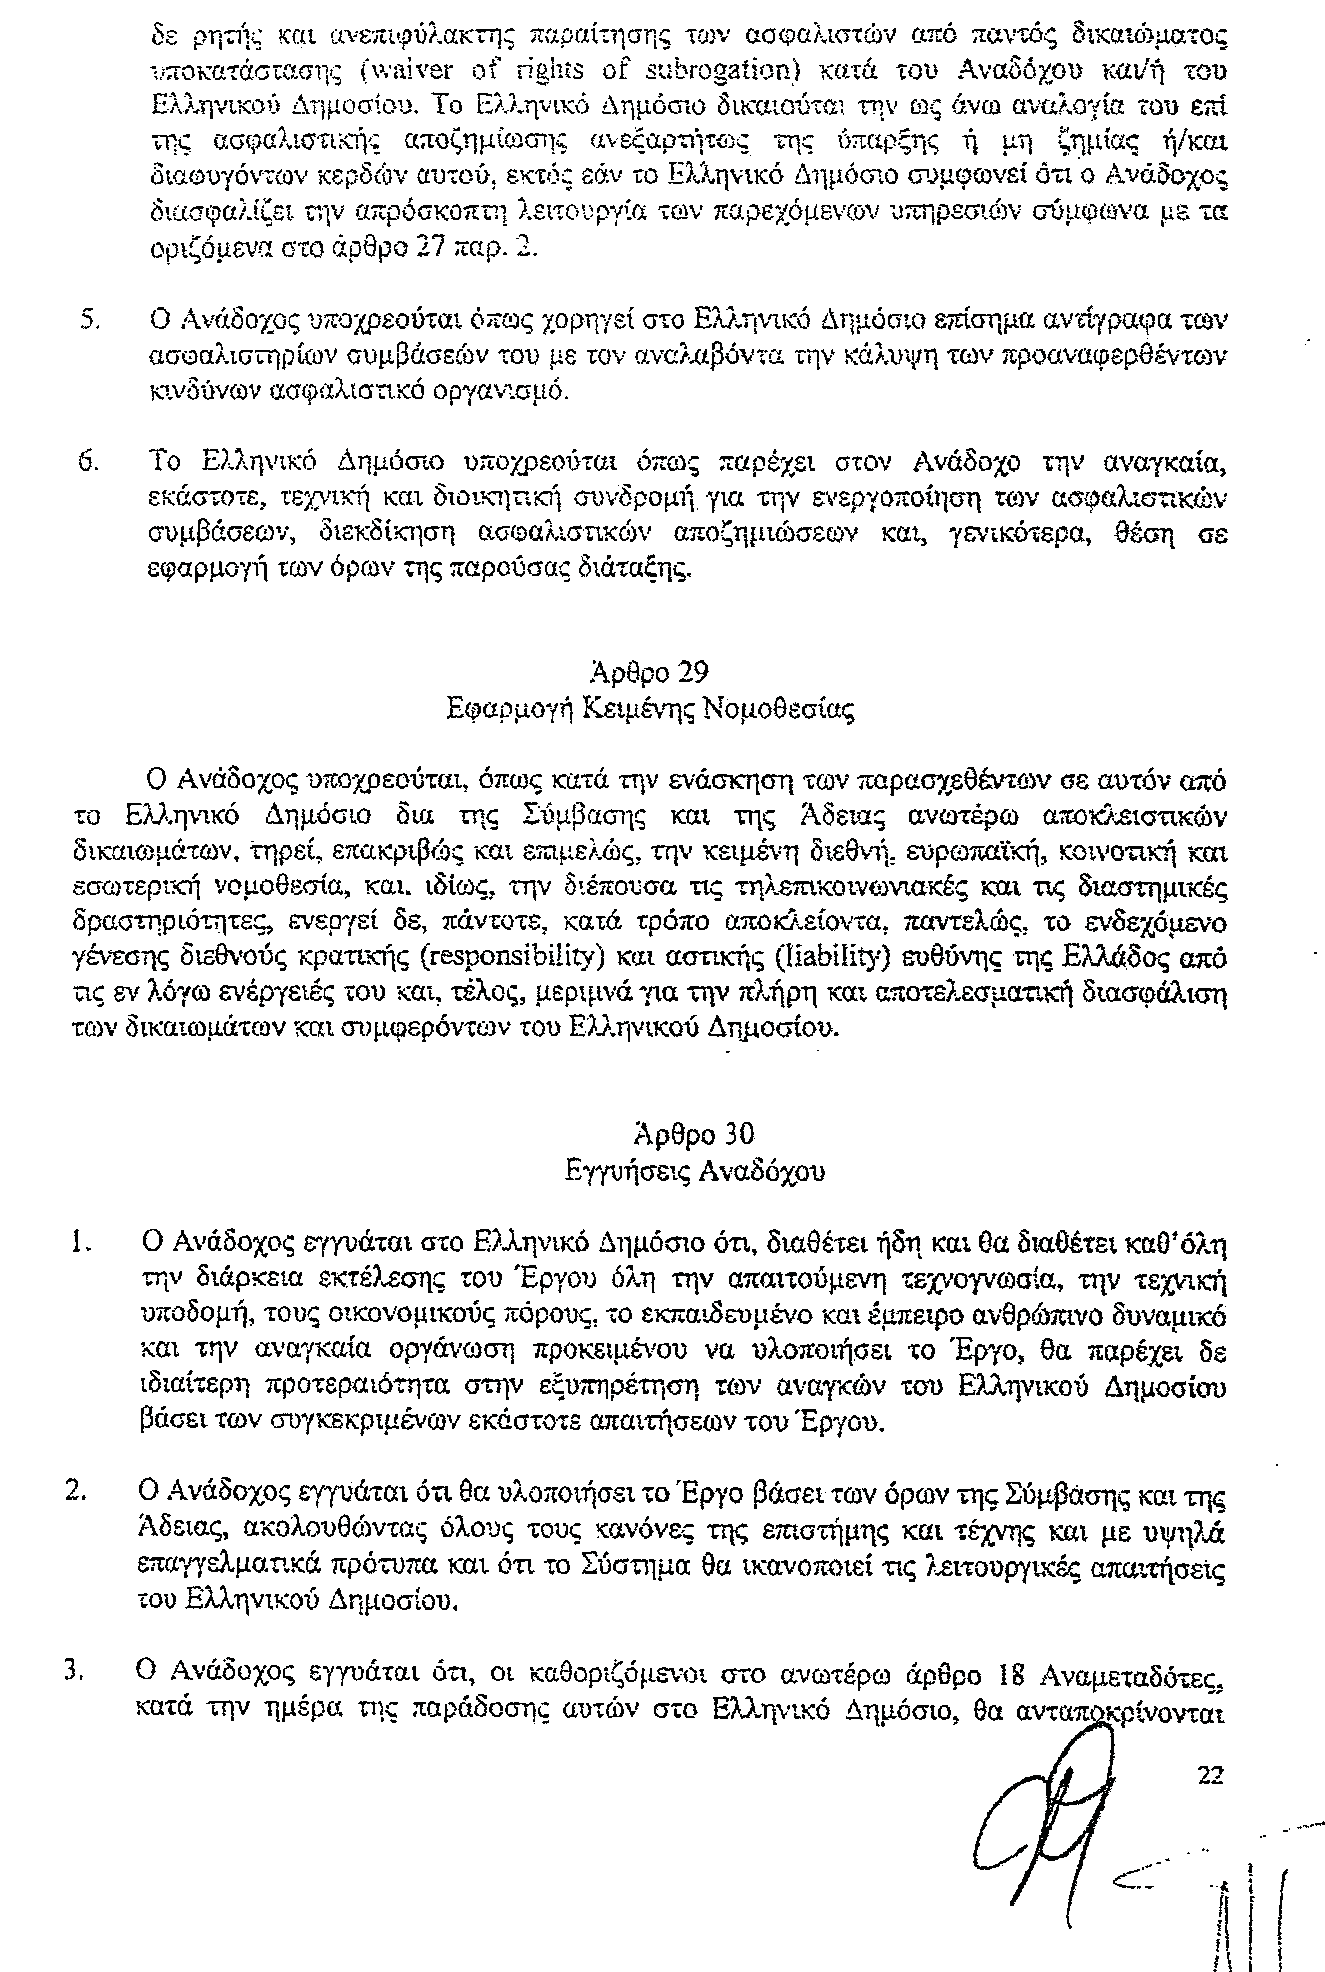 δε ρητής και ανεπιφύλακτης παραίτησης των ασφαλιστών από παντός δικαιώματος
υποκατάστασης (waiver of rights of subrogation) κατά του Αναδόχου και/ή του
Ελληνικού Δημοσίου. Το Ελληνικό Δημόσιο δικαιούται την ως άνω αναλογία του επί
της ασφαλιστικής αποζημίωσης ανεξαρτήτως της ύπαρξης ή μη ζημίας ή/και
διαφυγόντων κερδών αυτού, εκτός εάν το Ελληνικό Δημόσιο συμφωνεί ότι ο Ανάδοχος
διασφαλίζει την απρόσκοπτη λειτουργία των παρεχόμενων υπηρεσιών σύμφωνα με τα
οριζόμενα στο άρθρο 27 παρ. 2.
5. Ο Ανάδοχος υποχρεούται όπως χορηγεί στο Ελληνικό Δημόσιο επίσημα αντίγραφα των
ασφαλιστηρίων συμβάσεών του με τον αναλαβόντα την κάλυψη των προαναφερθέντων
κινδύνων ασφαλιστικό οργανισμό.
6. Το Ελληνικό Δημόσιο υποχρεούται όπως παρέχει στον Ανάδοχο την αναγκαία,
εκάστοτε, τεχνική και διοικητική συνδρομή για την ενεργοποίηση των ασφαλιστικών
συμβάσεων, διεκδίκηση ασφαλιστικών αποζημιώσεων και, γενικότερα, θέση σε
εφαρμογή των όρων της παρούσας διάταξης.
Άρθρο 29
Εφαρμογή Κειμένης Νομοθεσίας
Ο Ανάδοχος υποχρεούται, όπως κατά την ενάσκηση των παρασχεθέντων σε αυτόν από
το Ελληνικό Δημόσιο δια της Σύμβασης και της Άδειας ανωτέρω αποκλειστικών
δικαιωμάτων, τηρεί, επακριβώς και επιμελώς, την κειμένη διεθνή, ευρωπαϊκή, κοινοτική και
εσωτερική νομοθεσία, και, ιδίως, την διέπουσα τις τηλεπικοινωνιακές και τις διαστημικές
δραστηριότητες, ενεργεί δε, πάντοτε, κατά τρόπο αποκλείοντα, παντελώς, το ενδεχόμενο
γένεσης διεθνούς κρατικής (responsibility) και αστικής (liability) ευθύνης της Ελλάδος από
τις εν λόγω ενέργειές του και, τέλος, μεριμνά για την πλήρη και αποτελεσματική διασφάλιση
των δικαιωμάτων και συμφερόντων του Ελληνικού Δημοσίου.
Άρθρο 30
Εγγυήσεις Αναδόχου
1. Ο Ανάδοχος εγγυάται στο Ελληνικό Δημόσιο ότι, διαθέτει ήδη και θα διαθέτει καθ'όλη
την διάρκεια εκτέλεσης του Έργου όλη την απαιτούμενη τεχνογνωσία, την τεχνική
υποδομή, τους οικονομικούς πόρους, το εκπαιδευμένο και έμπειρο ανθρώπινο δυναμικό
και την αναγκαία οργάνωση προκειμένου να υλοποιήσει το Έργο, θα παρέχει δε
ιδιαίτερη προτεραιότητα στην εξυπηρέτηση των αναγκών του Ελληνικού Δημοσίου
βάσει των συγκεκριμένων εκάστοτε απαιτήσεων του Έργου.
2. Ο Ανάδοχος εγγυάται ότι θα υλοποιήσει το Έργο βάσει των όρων της Σύμβασης και της
Άδειας, ακολουθώντας όλους τους κανόνες της επιστήμης και τέχνης και με υψηλά
επαγγελματικά πρότυπα και ότι το Σύστημα θα ικανοποιεί τις λειτουργικές απαιτήσεις
του Ελληνικού Δημοσίου.
3. Ο Ανάδοχος εγγυάται ότι, οι καθοριζόμενοι στο ανωτέρω άρθρο 18 Αναμεταδότες,
κατά την ημέρα της παράδοσης αυτών στο Ελληνικό Δημόσιο, θα ανταποκρίνονται
22